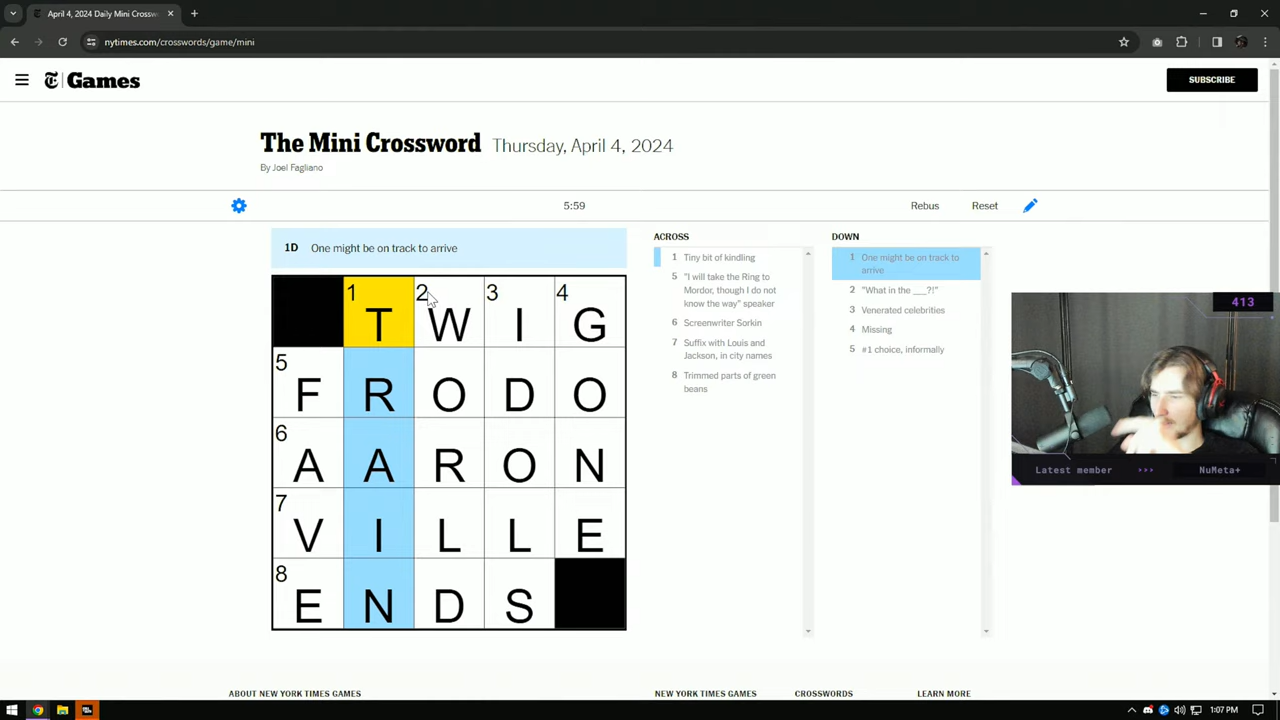 April 4, 2024 Daily Mini Crossw
nytimes.com/crosswords/game/mini
Games
SUBSCRIBE
The Mini Crossword Thursday, April 4, 2024
By Joel Fagliano
5:59
Rebus
Reset
1D One might be on track to arrive
1 T
2 W
3 I
4 G
5 F
R
O
D
O
6 A
A
R
O
N
7 V
I
L
L
E
8 E
N
D
S
ACROSS
1 Tiny bit of kindling
5 "I will take the Ring to
Mordor, though I do not
know the way" speaker
6 Screenwriter Sorkin
7 Suffix with Louis and
Jackson, in city names
8 Trimmed parts of green
beans
DOWN
1 One might be on track to
arrive
2 "What in the ___?!"
3 Venerated celebrities
4 Missing
5 #1 choice, informally
413
Latest member >>> NuMeta+
ABOUT NEW YORK TIMES GAMES
NEW YORK TIMES GAMES
CROSSWORDS
LEARN MORE
1:07 PM